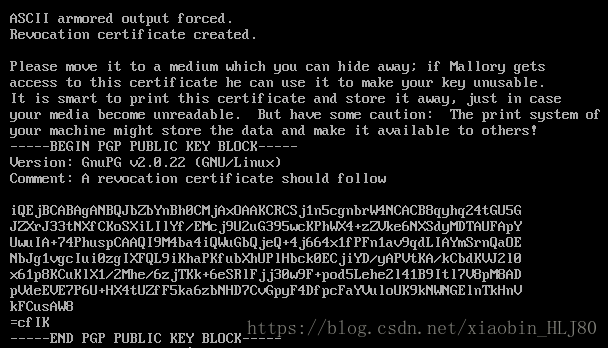 ASCII armored output forced.
Revocation certificate created.
Please move it to a medium which you can hide away; if Mallory gets
access to this certificate he can use it to make your key unusable.
It is smart to print this certificate and store it away, just in case
your media become unreadable.  But have some caution:  The print system of
your machine might store the data and make it available to others!
-----BEGIN PGP PUBLIC KEY BLOCK-----
Version: GnuPG v2.0.22 (GNU/Linux)
Comment: A revocation certificate should follow
iQEjBCABAgANBQJbZbYnBh0CMjAxOAAKCRCSj1n5cgnbrW4NCACB8qyhq24tGU5G
JZXrJ33tNXfCKoSXiLIlYf/EMcj9U2uG395wcKPhWX4+zZVke6NXSdyMDTAUFApY
UwuIA+74PhuspCAAQI9M4ba4iQWuGbQjeQ+4j664x1fPFn1av9qdLIAYmSrnQaOE
NbJg1vgcIui0zgIXFQL9iKhaPKfubXhUPlHbck0ECjiYD/yAPVtKA/kCbdKVJ2l0
x61p8KCuKlX1/2Mhe/6zjTKk+6eSRlFjj30w9F+pod5Lehe2l41B9Itl7V8pM8AD
pVdeEVE7P6U+HX4tUZfF5ka6zbNHD7CvGpyF4DfpcFaYVuloUK9kNWNGElnTkHnV
kFCusAW8
=cfIK
-----END PGP PUBLIC KEY BLOCK-----
https://blog.csdn.net/xiaobin_HLJ80